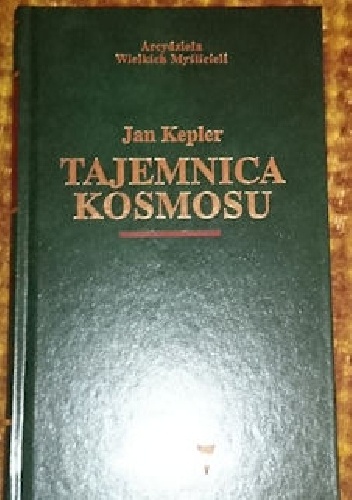 Arcydzieła
Wielkich Myślicieli
Jan Kepler
TAJEMNICA
KOSMOSU